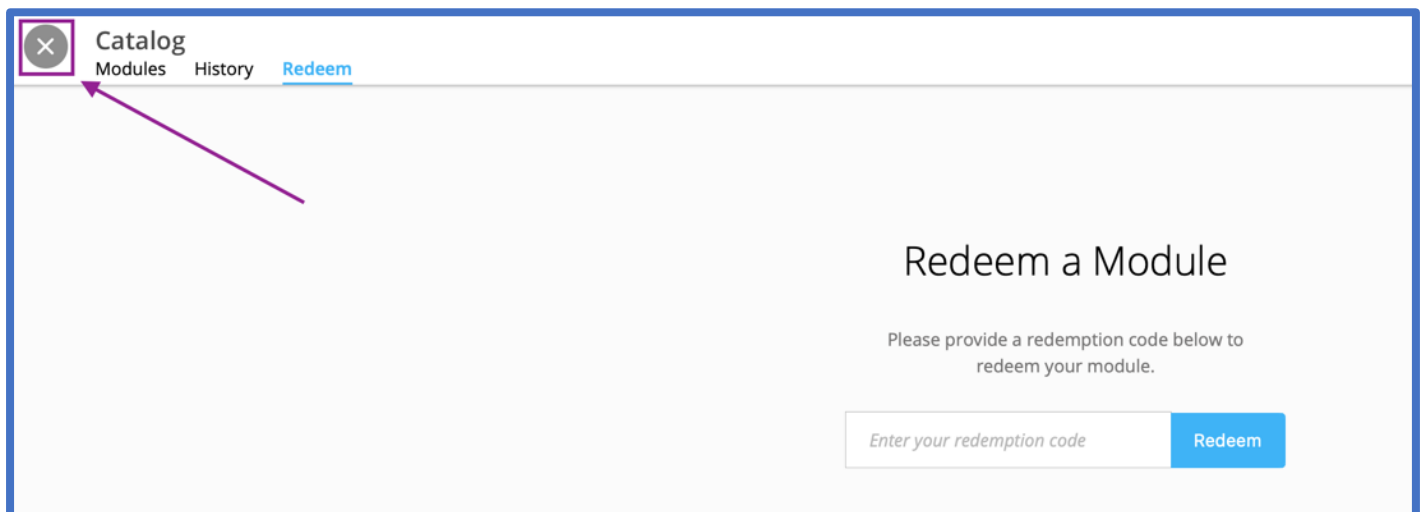 Catalog
Modules History Redeem
Redeem a Module
Please provide a redemption code below to
redeem your module.
Enter your redemption code Redeem